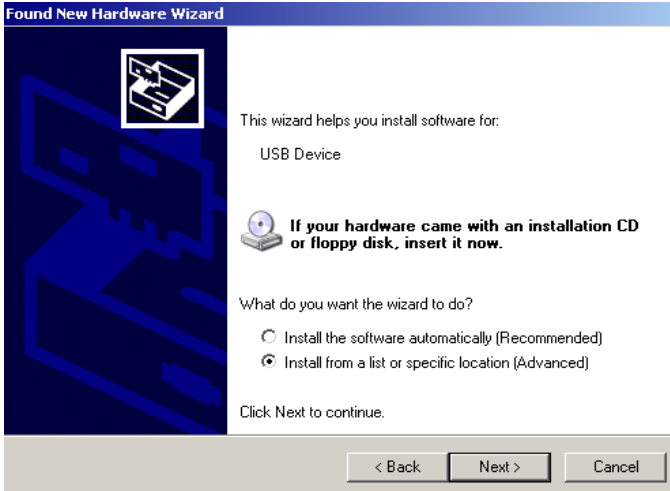 Found New Hardware Wizard
This wizard helps you install software for:
USB Device
If your hardware came with an installation CD
or floppy disk, insert it now.
What do you want the wizard to do?
Install the software automatically (Recommended)
Install from a list or specific location (Advanced)
Click Next to continue.
< Back Next > Cancel